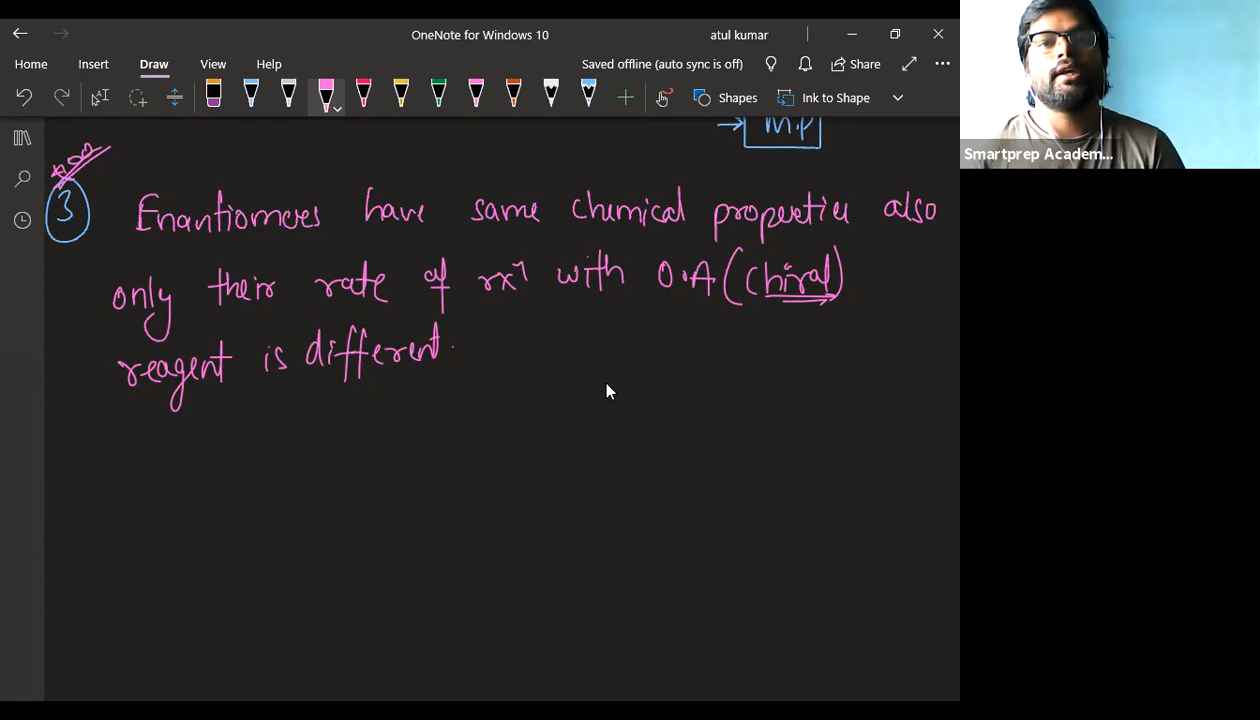 OneNote for Windows 10
atul kumar
Home Insert Draw View Help
Saved offline (auto sync is off)
Share
Shapes
Ink to Shape
Smartprep Academ...
→ M.P
3
Enantiomers have same chemical properties also
only their rate of rxn with O.A (Chiral)
reagent is different.